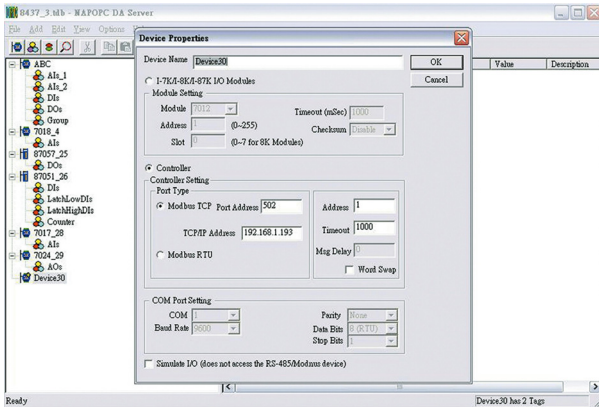 8437_3.tdb - NAPOPC DA Server
File Add Edit View Options
Value Description
ABC
AIs_1
AIs_2
DIs
DOs
Group
7018_4
AIs
87057_25
DOs
87051_26
DIs
LatchLowDIs
LatchHighDIs
Counter
7017_28
AIs
7024_29
AOs
Device30
Device Properties
Device Name Device30
OK
Cancel
I-7K/I-8K/I-87K I/O Modules
Module Setting
Module 7012
Timeout (mSec) 1000
Address 1 (0~255)
Checksum Disable
Slot 0 (0~7 for 8K Modules)
Controller
Controller Setting
Port Type
Modbus TCP Port Address 502
Address 1
TCP/IP Address 192.168.1.193
Timeout 1000
Modbus RTU
Msg Delay 0
Word Swap
COM Port Setting
COM 1
Parity None
Baud Rate 9600
Data Bits 8 (RTU)
Stop Bits 1
Simulate I/O (does not access the RS-485/Modnus device)
Ready
Device30 has 2 Tags